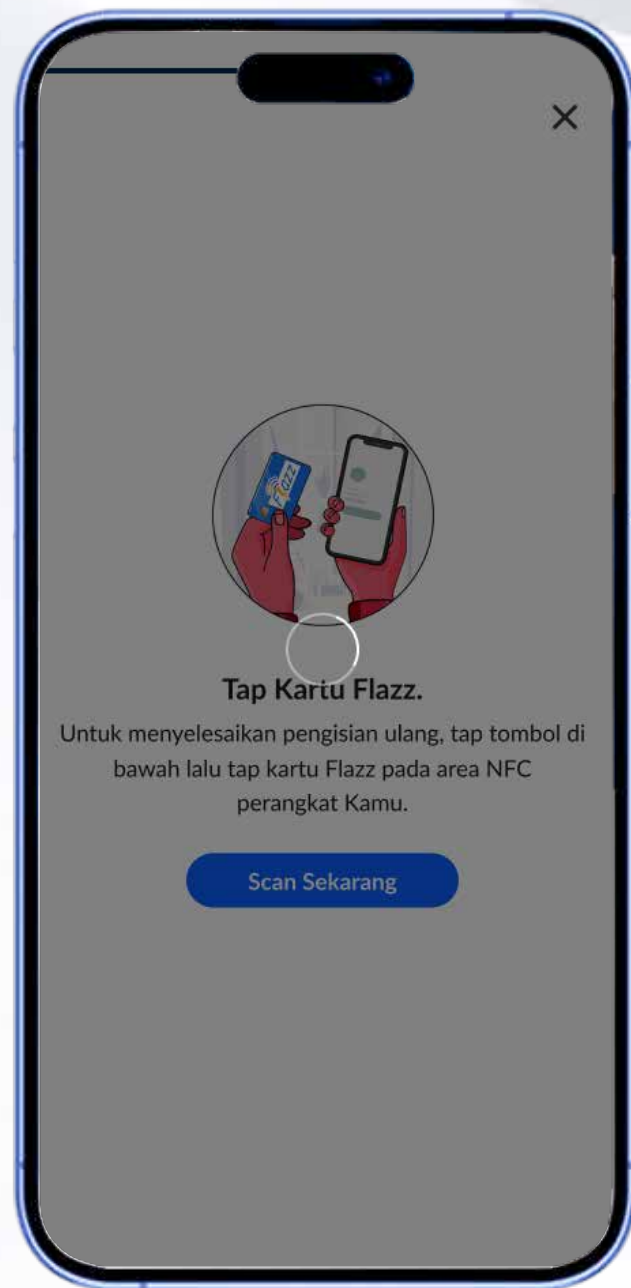 Flazz
Tap Kartu Flazz.
Untuk menyelesaikan pengisian ulang, tap tombol di
bawah lalu tap kartu Flazz pada area NFC
perangkat Kamu.
Scan Sekarang